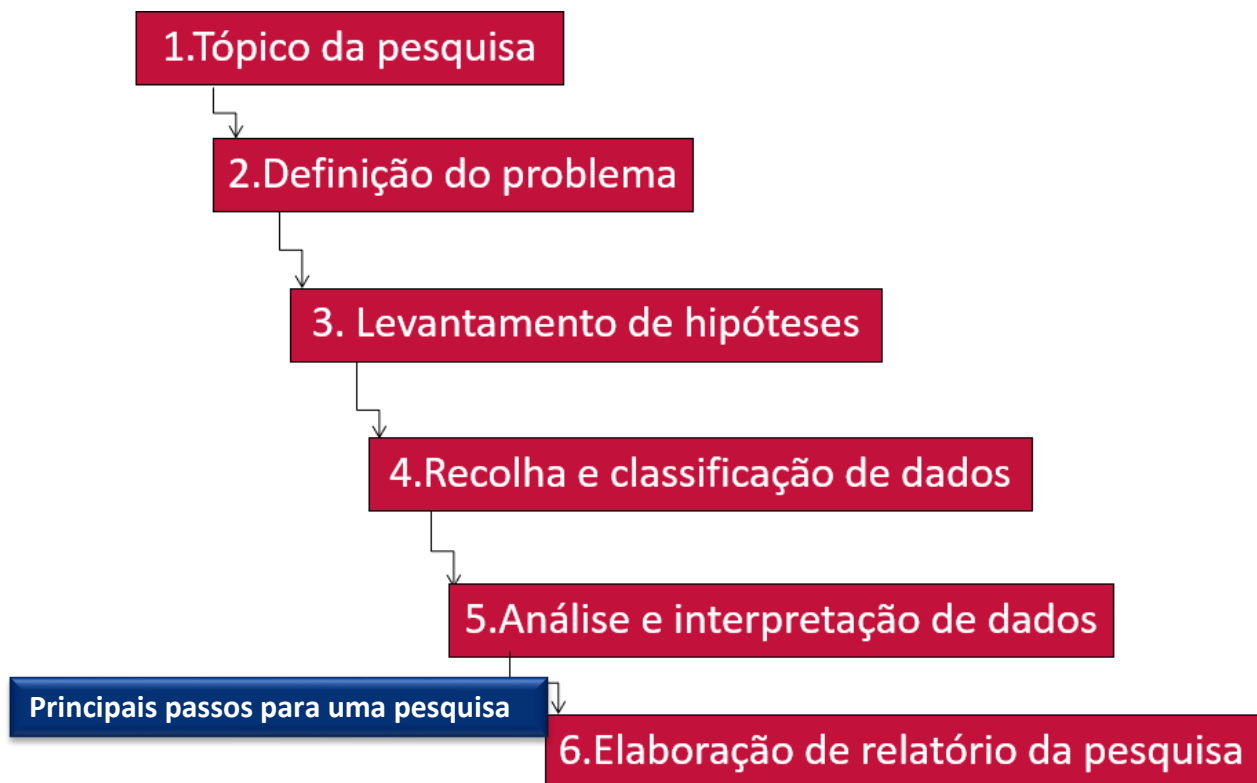 1.Tópico da pesquisa
2.Definição do problema
3. Levantamento de hipóteses
4.Recolha e classificação de dados
5.Análise e interpretação de dados
Principais passos para uma pesquisa
6.Elaboração de relatório da pesquisa